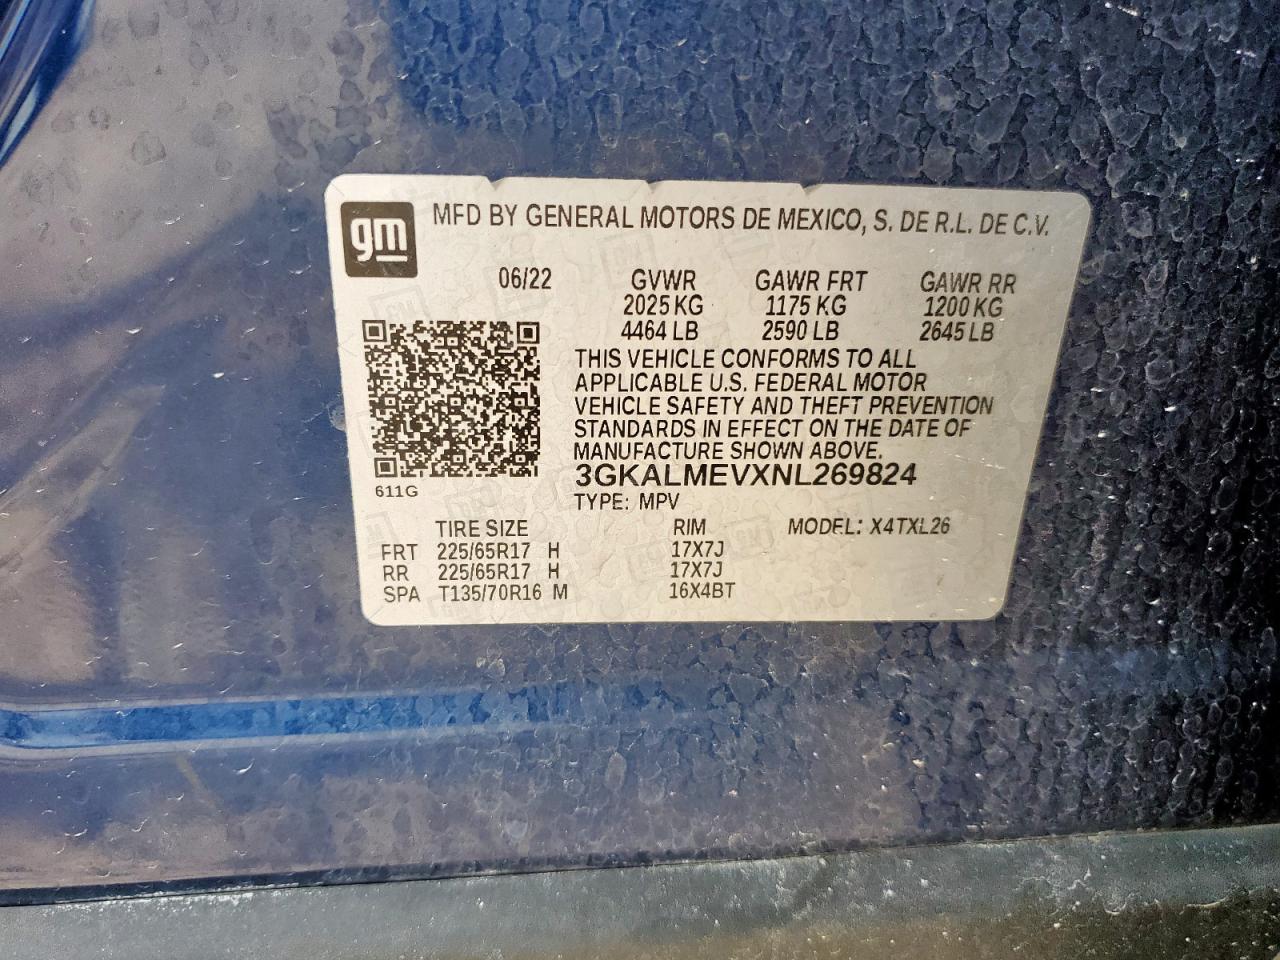 gm
MFD BY GENERAL MOTORS DE MEXICO, S. DE R.L. DE C.V.
06/22 GVWR GAWR FRT GAWR RR
2025 KG 1175 KG 1200 KG
4464 LB 2590 LB 2645 LB
THIS VEHICLE CONFORMS TO ALL
APPLICABLE U.S. FEDERAL MOTOR
VEHICLE SAFETY AND THEFT PREVENTION
STANDARDS IN EFFECT ON THE DATE OF
MANUFACTURE SHOWN ABOVE.
3GKALMEVXNL269824
611G
TYPE: MPV
TIRE SIZE RIM MODEL: X4TXL26
FRT 225/65R17 H 17X7J
RR 225/65R17 H 17X7J
SPA T135/70R16 M 16X4BT